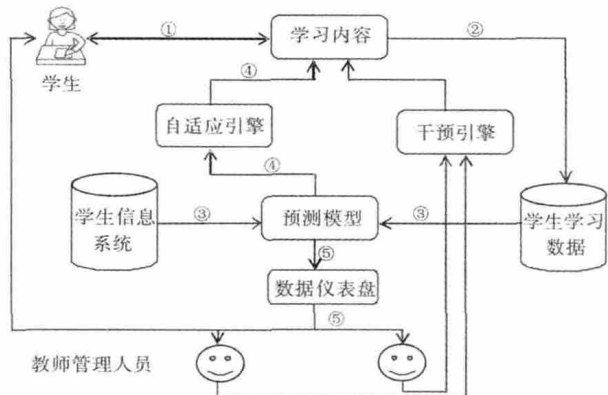 ①
学习内容
②
学生
④
自适应引擎
干预引擎
④
学生信息
系统
③
预测模型
③
学生学习
数据
⑤
数据仪表盘
⑤
教师管理人员